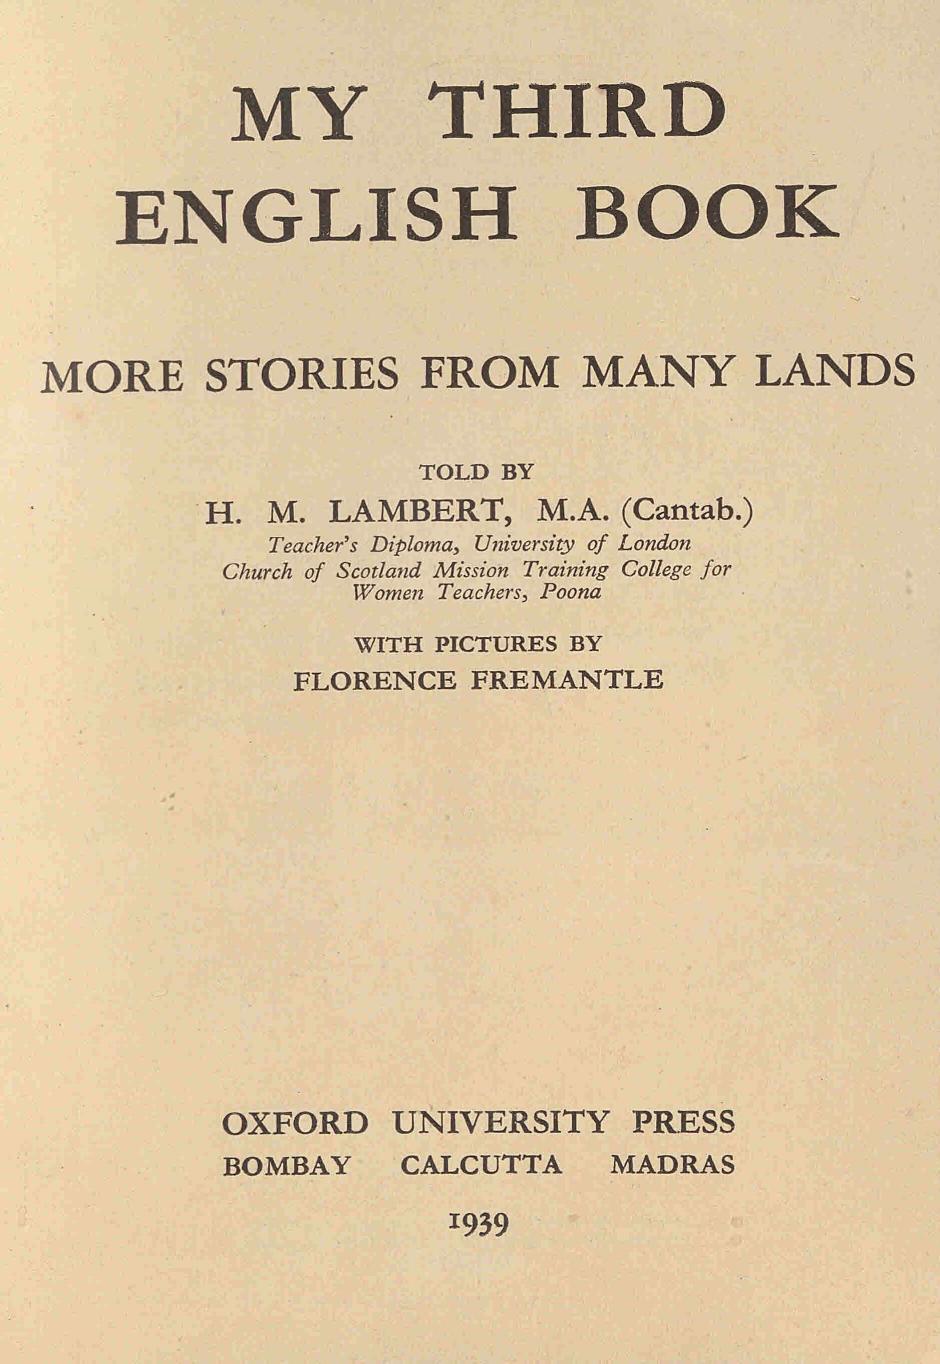 MY THIRD
ENGLISH BOOK
MORE STORIES FROM MANY LANDS
TOLD BY
H. M. LAMBERT, M.A. (Cantab.)
Teacher's Diploma, University of London
Church of Scotland Mission Training College for
Women Teachers, Poona
WITH PICTURES BY
FLORENCE FREMANTLE
OXFORD UNIVERSITY PRESS
BOMBAY CALCUTTA MADRAS
1939